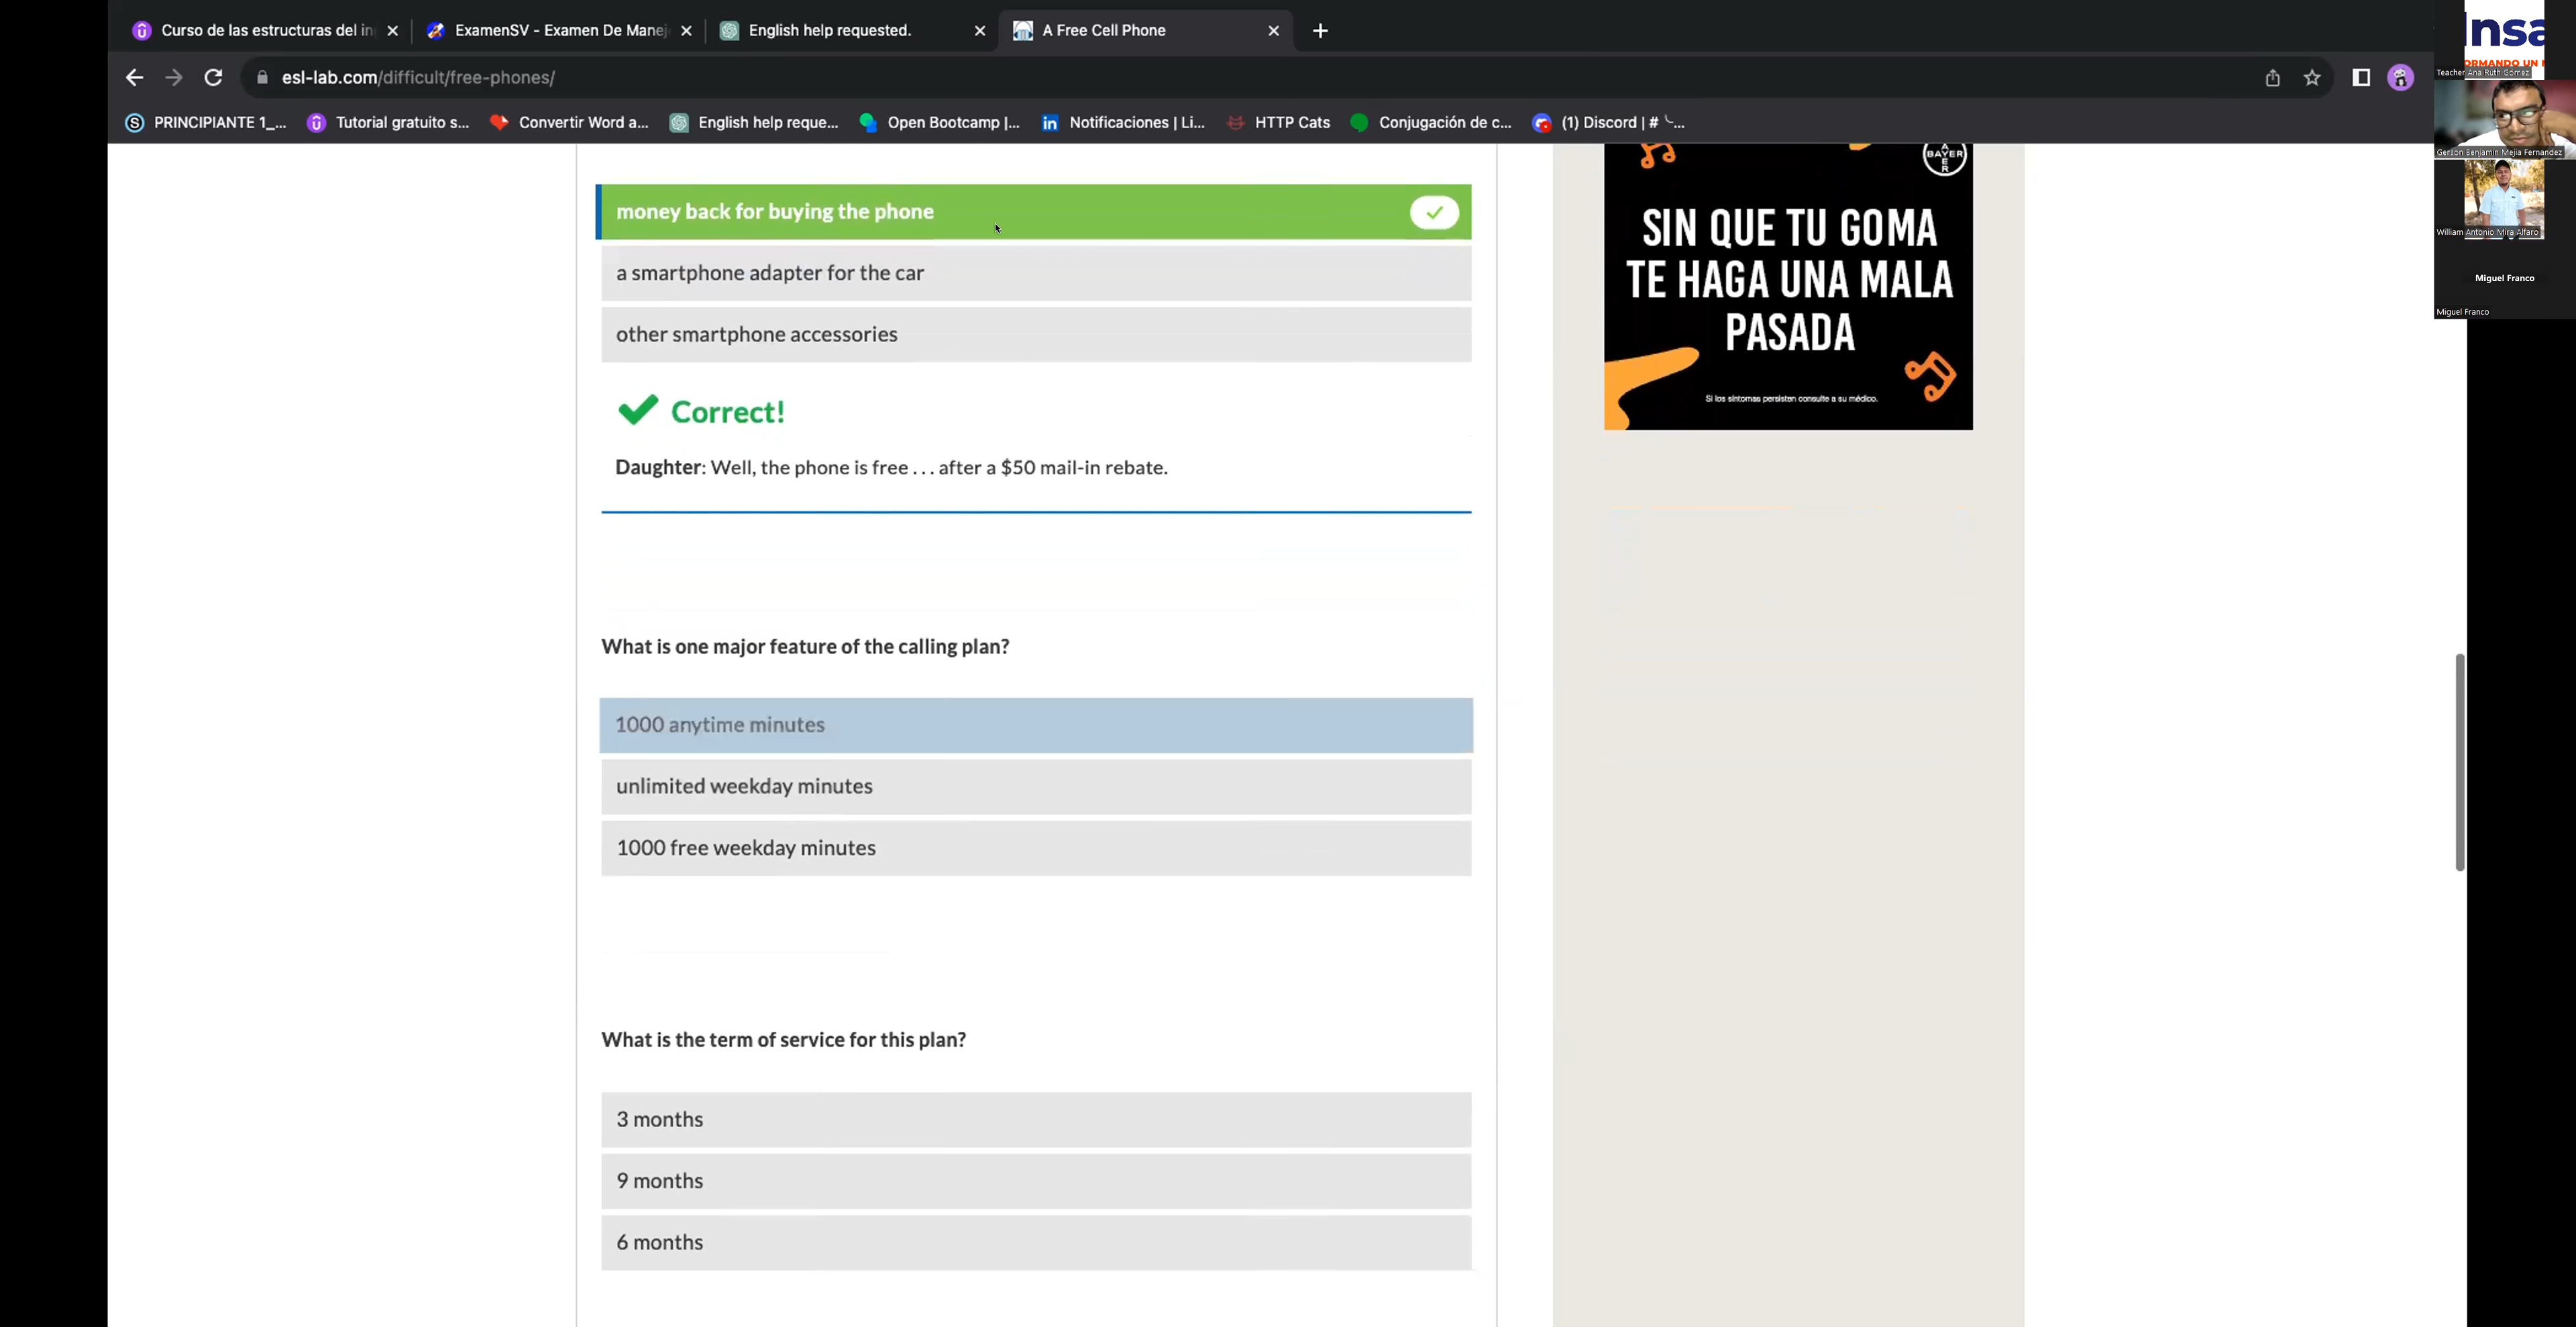 Curso de las estructuras del in
ExamenSV - Examen De Manej
English help requested.
A Free Cell Phone
esl-lab.com/difficult/free-phones/
PRINCIPIANTE 1_...
Tutorial gratuito s...
Convertir Word a...
English help reque...
Open Bootcamp |...
Notificaciones | Li...
HTTP Cats
Conjugación de c...
(1) Discord | # ╰...
Insa
ORMANDO UN
Teacher Ana Ruth Gómez
Gerson Benjamin Mejia Fernandez
William Antonio Mira Alfaro
Miguel Franco
Miguel Franco
money back for buying the phone
a smartphone adapter for the car
other smartphone accessories
Correct!
Daughter: Well, the phone is free . . . after a $50 mail-in rebate.
What is one major feature of the calling plan?
1000 anytime minutes
unlimited weekday minutes
1000 free weekday minutes
What is the term of service for this plan?
3 months
9 months
6 months
BAYER
SIN QUE TU GOMA
TE HAGA UNA MALA
PASADA
Si los síntomas persisten consulte a su médico.